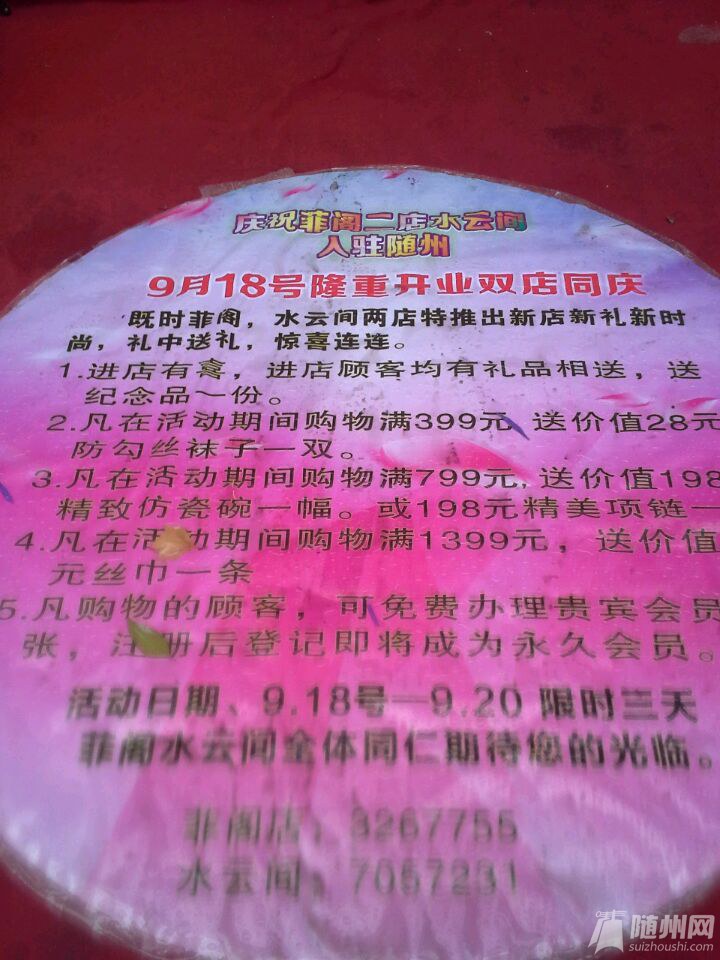 庆祝菲阁二店水云间
入驻随州
9月18号隆重开业双店同庆
既时菲阁，水云间两店特推出新店新礼新时
尚，礼中送礼，惊喜连连。
1.进店有禽，进店顾客均有礼品相送，送
纪念品一份。
2.凡在活动期间购物满399元，送价值28元
防勾丝袜子一双。
3.凡在活动期间购物满799元,送价值198
精致仿瓷碗一幅。或198元精美项链一
4.凡在活动期间购物满1399元，送价值
元丝巾一条
5.凡购物的顾客，可免费办理贵宾会员
张，注册后登记即将成为永久会员。
活动日期、9.18号—9.20 限时三天
菲阁水云间全体同仁期待您的光临。
菲阁店：3267755
水云间：7057231
随州网
suizhoushi.com